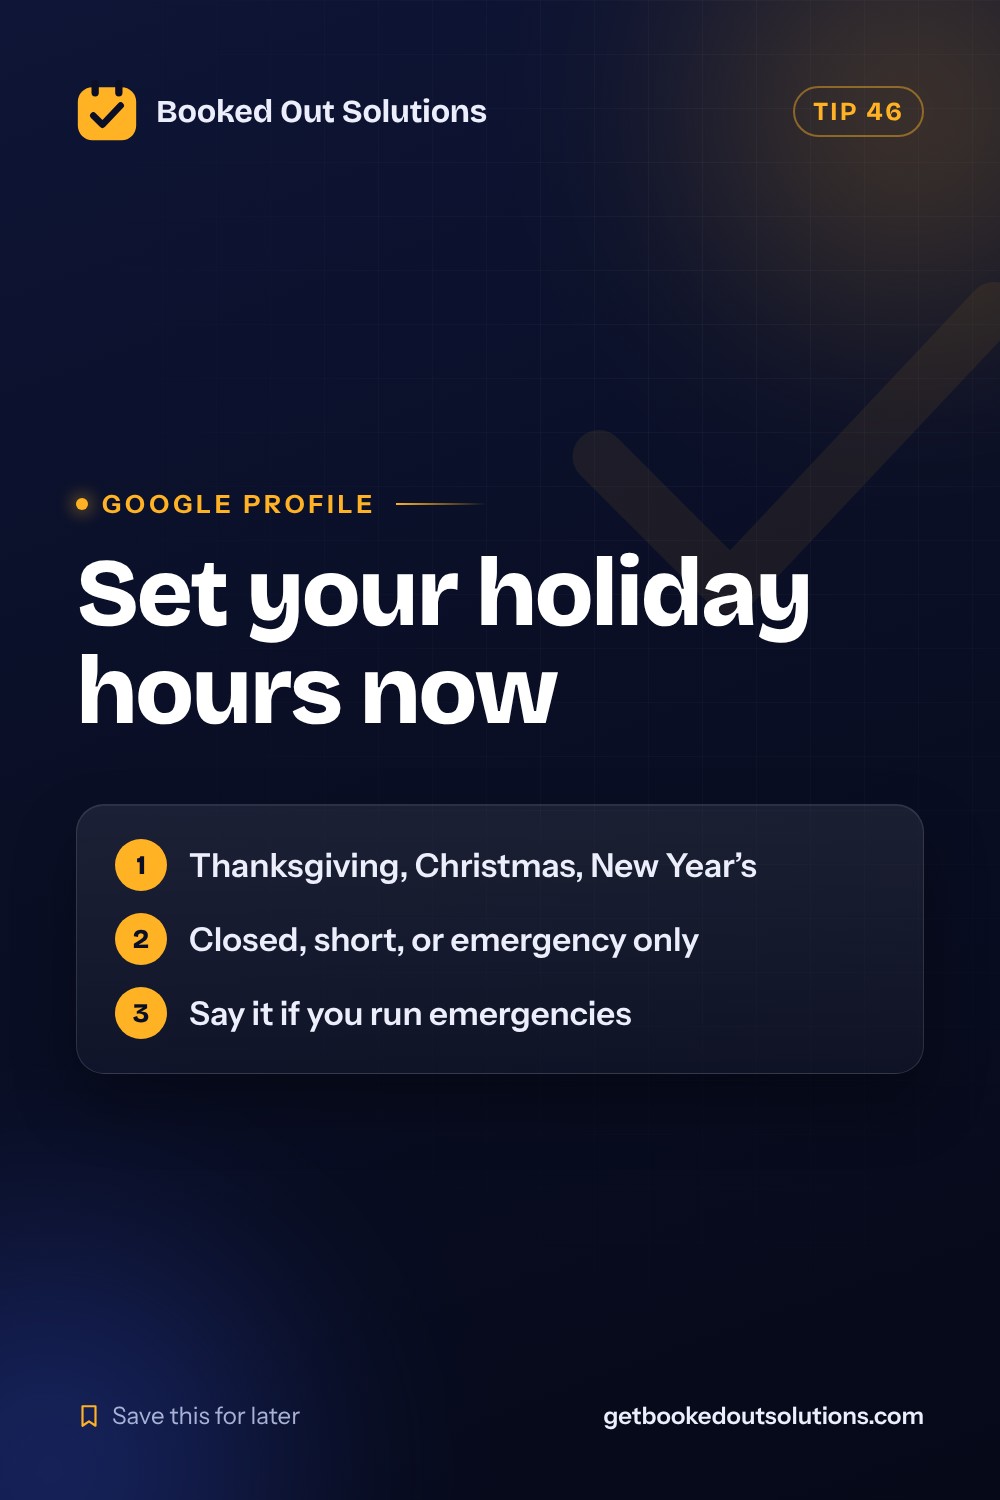 Booked Out Solutions
TIP 46
GOOGLE PROFILE
Set your holiday
hours now
1 Thanksgiving, Christmas, New Year’s
2 Closed, short, or emergency only
3 Say it if you run emergencies
Save this for later
getbookedoutsolutions.com